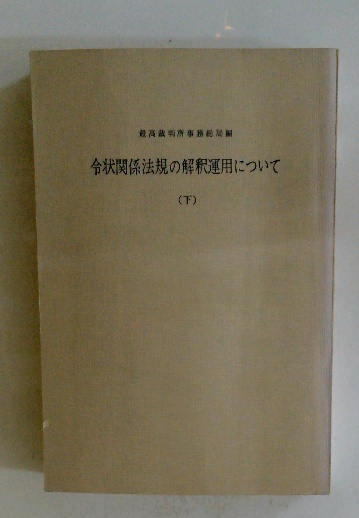 最高裁判所事務総局編
令状関係法規の解釈運用について
（下）